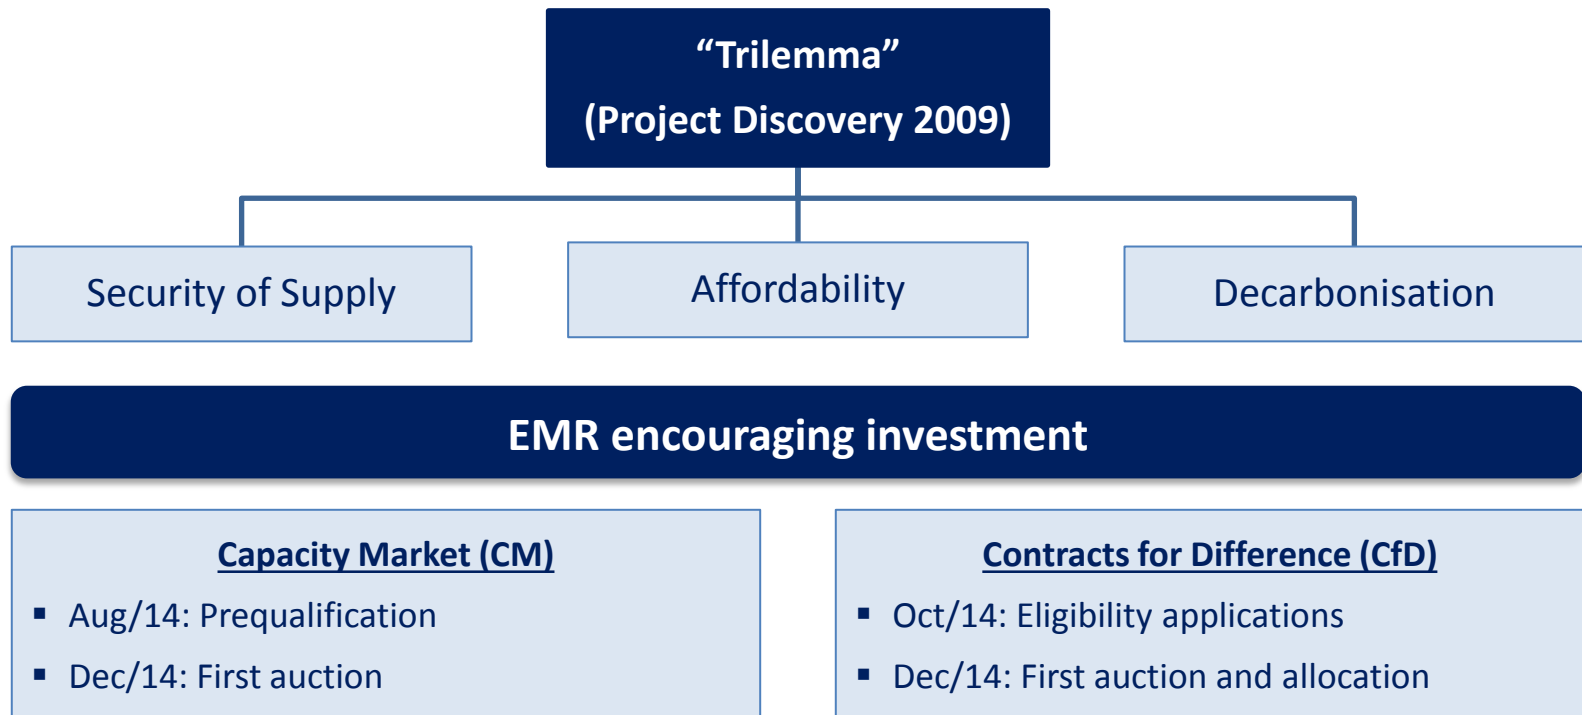 “Trilemma”
(Project Discovery 2009)
Security of Supply
Affordability
Decarbonisation
EMR encouraging investment
Capacity Market (CM)
▪ Aug/14: Prequalification
▪ Dec/14: First auction
Contracts for Difference (CfD)
▪ Oct/14: Eligibility applications
▪ Dec/14: First auction and allocation